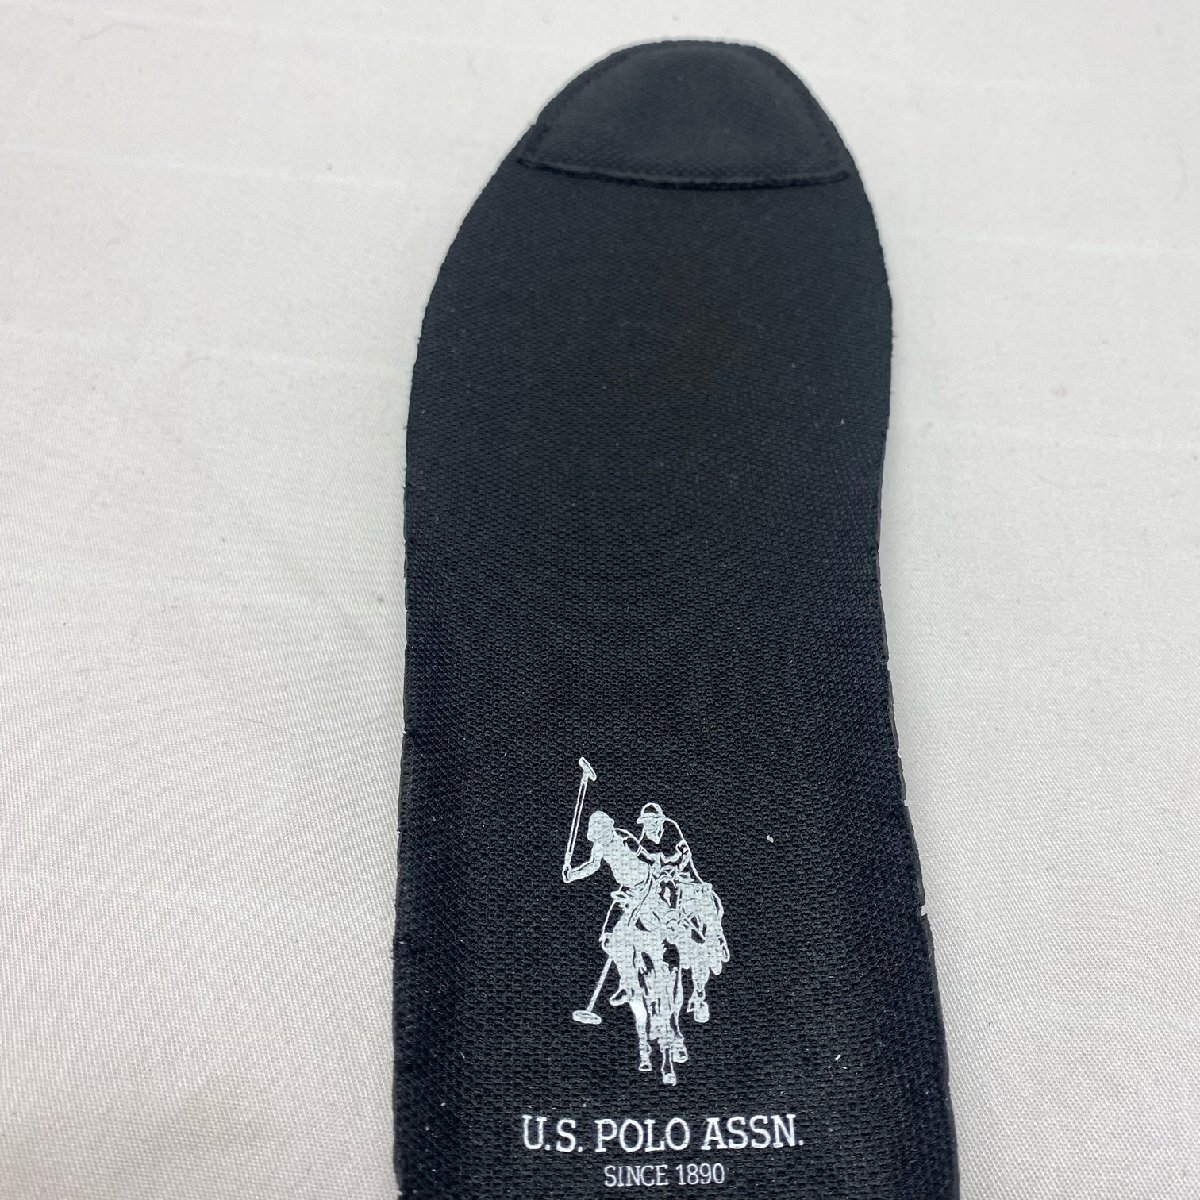 U.S. POLO ASSN.
SINCE 1890